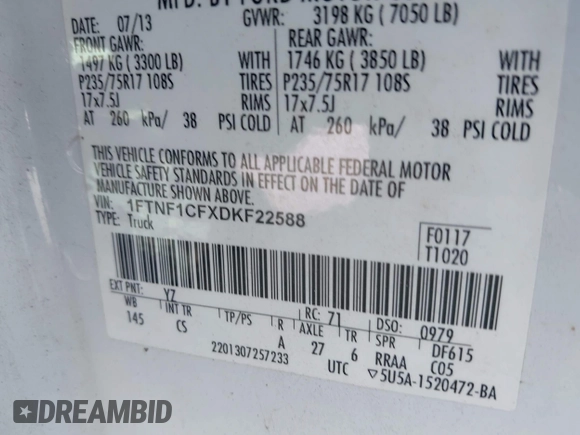 MFD. BY FORD MOTOR
DATE: 07/13 GVWR: 3198 KG ( 7050 LB)
FRONT GAWR: REAR GAWR:
1497 KG ( 3300 LB) WITH 1746 KG ( 3850 LB) WITH
P235/75R17 108S TIRES P235/75R17 108S TIRES
17x7.5J RIMS 17x7.5J RIMS
AT 260 kPa/ 38 PSI COLD AT 260 kPa/ 38 PSI COLD
THIS VEHICLE CONFORMS TO ALL APPLICABLE FEDERAL MOTOR
VEHICLE SAFETY STANDARDS IN EFFECT ON THE DATE OF
MANUFACTURE SHOWN ABOVE.
VIN: 1FTNF1CFXDKF22588
TYPE: Truck
F0117
T1020
EXT PNT: YZ RC: 71 DSO: 0979
WB INT TR TP/PS R AXLE TR SPR DF615
145 CS A 27 6 RRAA C05
2201307257233 UTC ▽5U5A-1520472-BA
DREAMBID